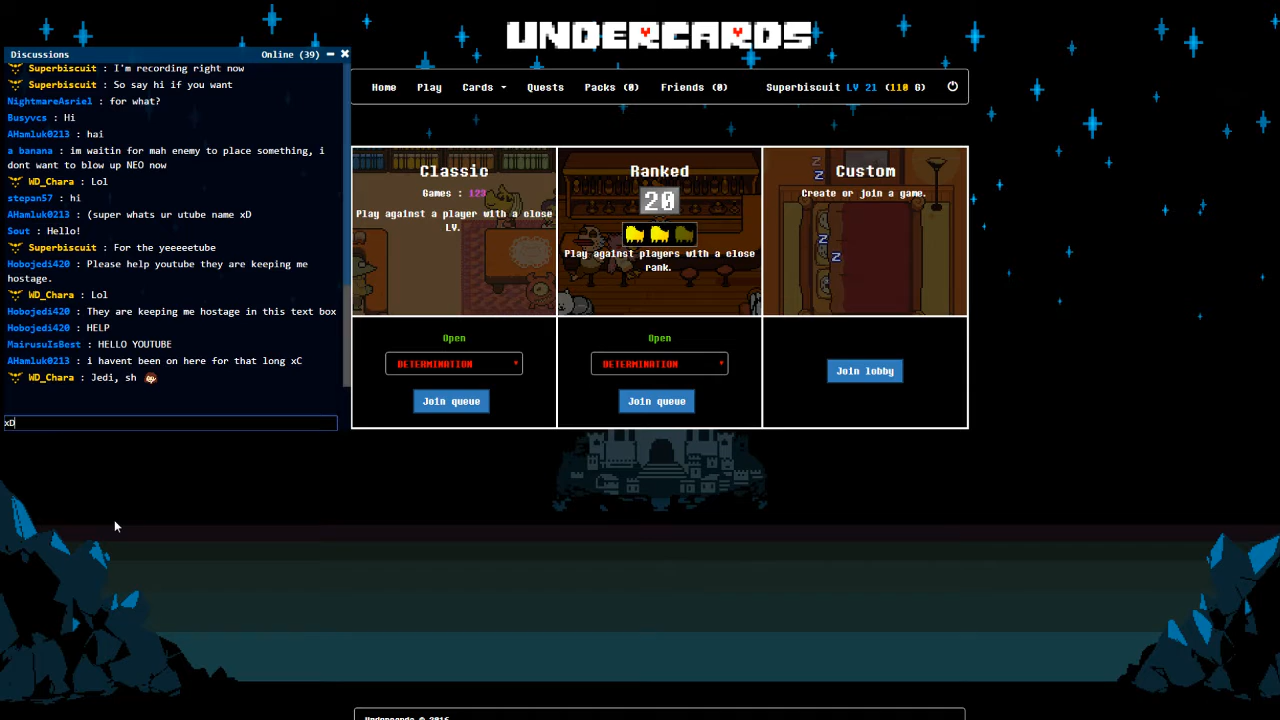 UNDERCARDS
Discussions Online (39)
Superbiscuit : I'm recording right now
Superbiscuit : So say hi if you want
NightmareAsriel : for what?
Busyvcs : Hi
AHamluk0213 : hai
a banana : im waitin for mah enemy to place something, i
dont want to blow up NEO now
WD_Chara : Lol
stepan57 : hi
AHamluk0213 : (super whats ur utube name xD
Sout : Hello!
Superbiscuit : For the yeeeeetube
Hobojedi420 : Please help youtube they are keeping me
hostage.
WD_Chara : Lol
Hobojedi420 : They are keeping me hostage in this text box
Hobojedi420 : HELP
MairusuIsBest : HELLO YOUTUBE
AHamluk0213 : i havent been on here for that long xC
WD_Chara : Jedi, sh
xD
Home Play Cards Quests Packs (0) Friends (0) Superbiscuit LV 21 (110 G)
Classic
Games : 123
Play against a player with a close
LV.
Open
DETERMINATION
Join queue
Ranked
20
Play against players with a close
rank.
Open
DETERMINATION
Join queue
Custom
Create or join a game.
Z
Z
Z
Z
Join lobby
Undercards © 2016